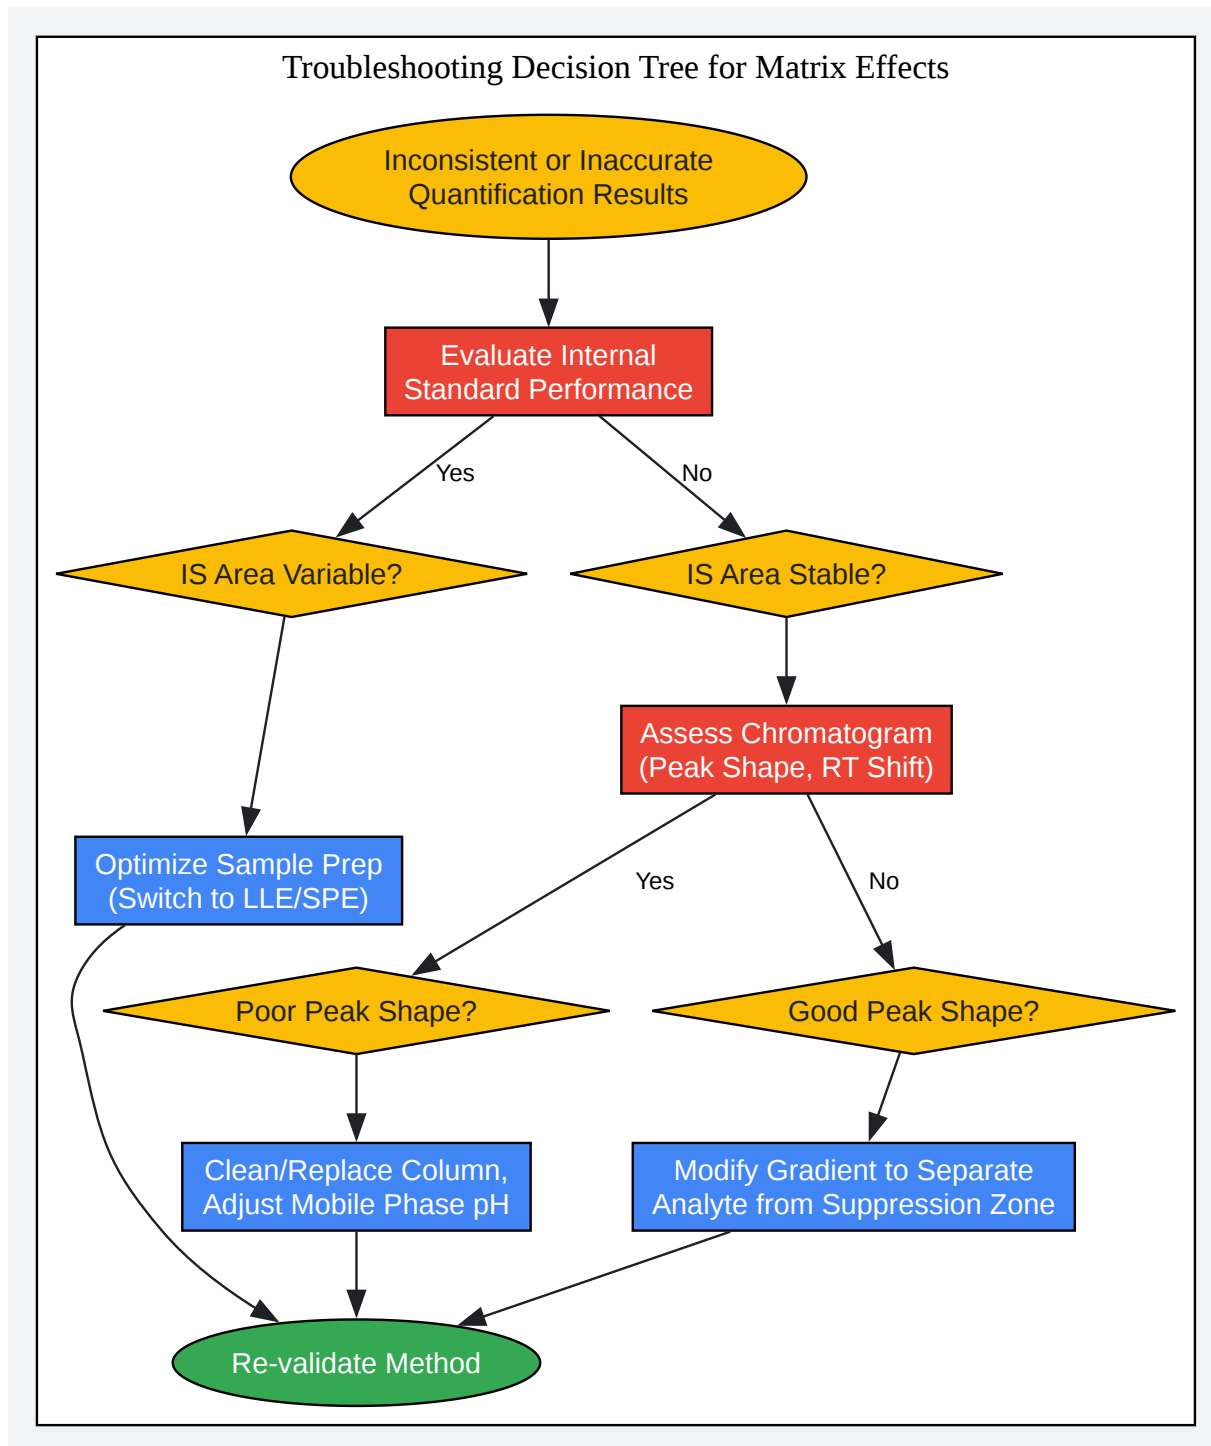 Troubleshooting Decision Tree for Matrix Effects
Inconsistent or Inaccurate
Quantification Results
Evaluate Internal
Standard Performance
Yes
No
IS Area Variable?
IS Area Stable?
Assess Chromatogram
(Peak Shape, RT Shift)
Optimize Sample Prep
(Switch to LLE/SPE)
Yes
No
Poor Peak Shape?
Good Peak Shape?
Clean/Replace Column,
Adjust Mobile Phase pH
Modify Gradient to Separate
Analyte from Suppression Zone
Re-validate Method